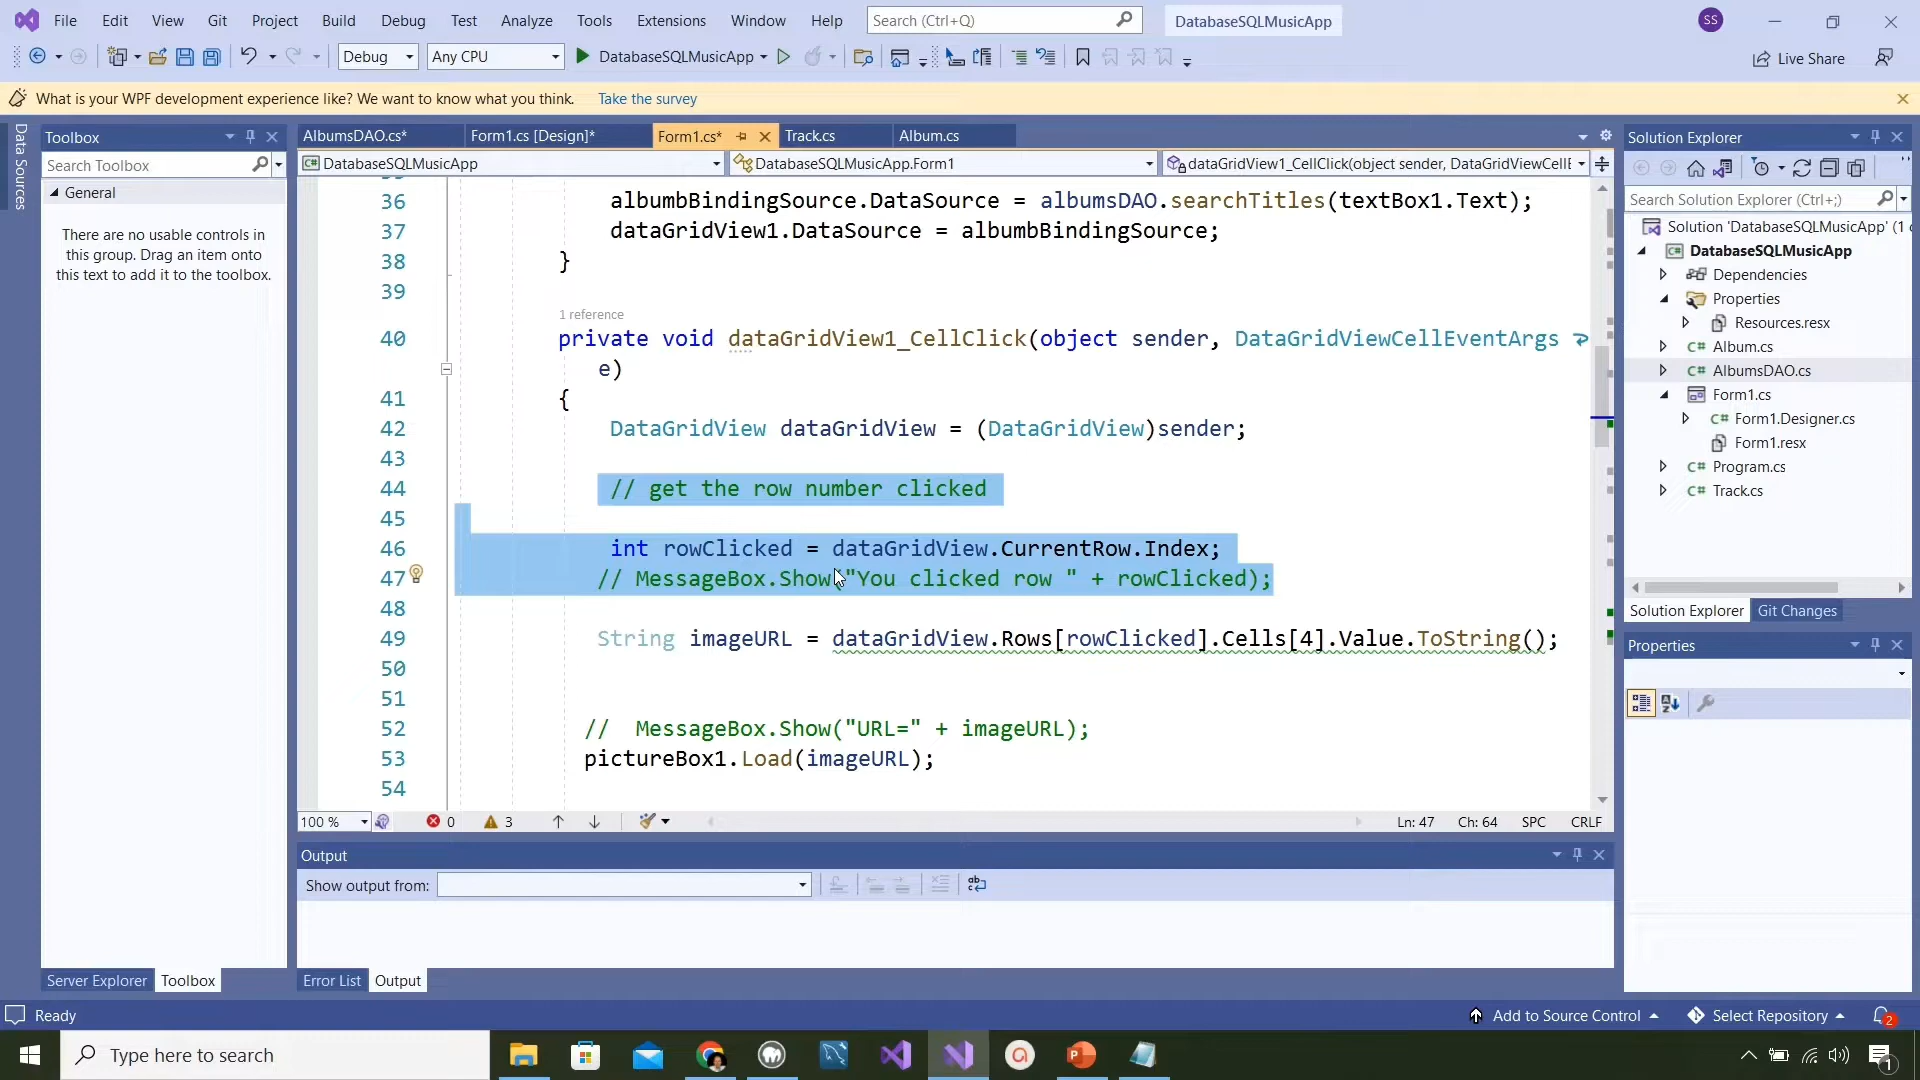 File Edit View Git Project Build Debug Test Analyze Tools Extensions Window Help Search (Ctrl+Q) DatabaseSQLMusicApp SS
Debug Any CPU DatabaseSQLMusicApp Live Share
What is your WPF development experience like? We want to know what you think. Take the survey
Data Sources
Toolbox
Search Toolbox
General
There are no usable controls in
this group. Drag an item onto
this text to add it to the toolbox.
Server Explorer Toolbox
AlbumsDAO.cs* Form1.cs [Design]* Form1.cs* Track.cs Album.cs
DatabaseSQLMusicApp DatabaseSQLMusicApp.Form1 dataGridView1_CellClick(object sender, DataGridViewCellE
36 albumbBindingSource.DataSource = albumsDAO.searchTitles(textBox1.Text);
37 dataGridView1.DataSource = albumbBindingSource;
38 }
39
1 reference
40 private void dataGridView1_CellClick(object sender, DataGridViewCellEventArgs
e)
41 {
42 DataGridView dataGridView = (DataGridView)sender;
43
44 // get the row number clicked
45
46 int rowClicked = dataGridView.CurrentRow.Index;
47 // MessageBox.Show("You clicked row " + rowClicked);
48
49 String imageURL = dataGridView.Rows[rowClicked].Cells[4].Value.ToString();
50
51
52 // MessageBox.Show("URL=" + imageURL);
53 pictureBox1.Load(imageURL);
54
100 % 0 3 Ln: 47 Ch: 64 SPC CRLF
Output
Show output from:
Error List Output
Solution Explorer
Search Solution Explorer (Ctrl+;)
Solution 'DatabaseSQLMusicApp' (1 c
DatabaseSQLMusicApp
Dependencies
Properties
Resources.resx
C# Album.cs
C# AlbumsDAO.cs
Form1.cs
C# Form1.Designer.cs
Form1.resx
C# Program.cs
C# Track.cs
Solution Explorer Git Changes
Properties
Ready Add to Source Control Select Repository 2
Type here to search 1